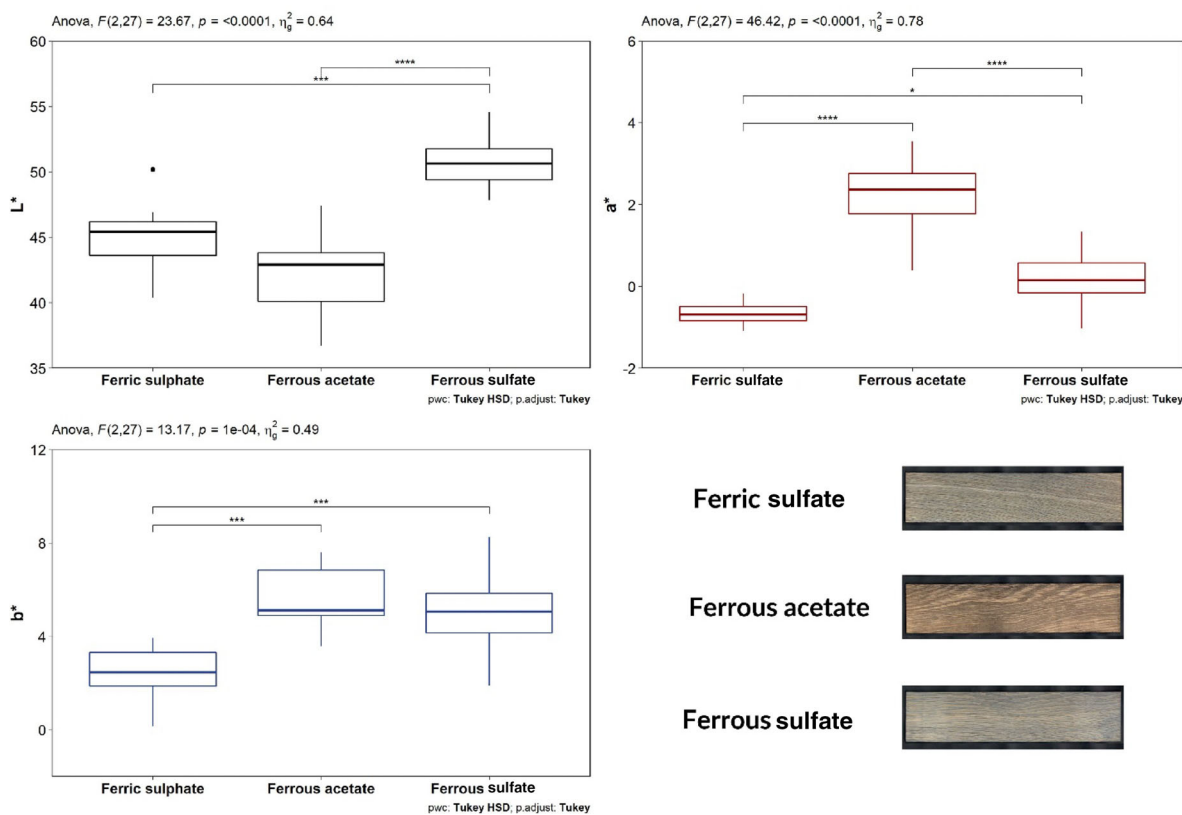 Anova, F(2,27) = 23.67, p = <0.0001, η²g = 0.64
60
55
50
45
40
35
L*
***
****
Ferric sulphate Ferrous acetate Ferrous sulfate
pwc: Tukey HSD; p.adjust: Tukey
Anova, F(2,27) = 46.42, p = <0.0001, η²g = 0.78
6
4
2
0
-2
a*
****
*
****
Ferric sulfate Ferrous acetate Ferrous sulfate
pwc: Tukey HSD; p.adjust: Tukey
Anova, F(2,27) = 13.17, p = 1e-04, η²g = 0.49
12
8
4
0
b*
***
***
Ferric sulphate Ferrous acetate Ferrous sulfate
pwc: Tukey HSD; p.adjust: Tukey
Ferric sulfate
Ferrous acetate
Ferrous sulfate